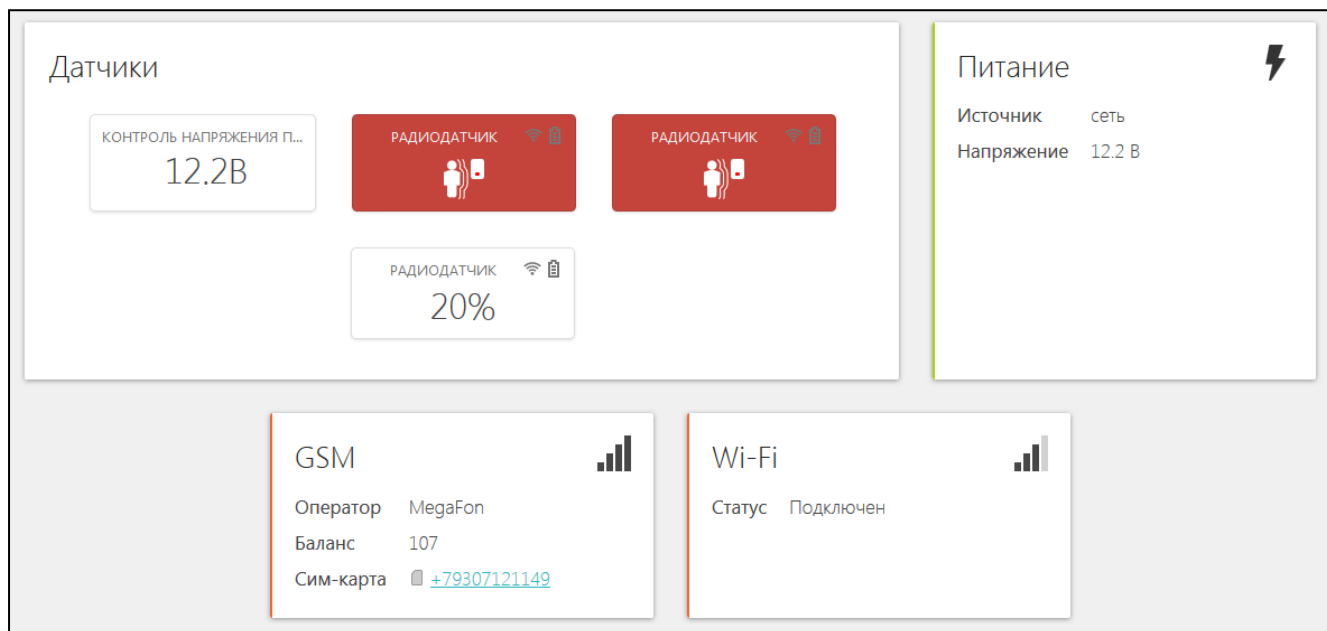 Датчики
КОНТРОЛЬ НАПРЯЖЕНИЯ П...
12.2В
РАДИОДАТЧИК
РАДИОДАТЧИК
РАДИОДАТЧИК
20%
Питание
Источник сеть
Напряжение 12.2 В
GSM
Оператор MegaFon
Баланс 107
Сим-карта +79307121149
Wi-Fi
Статус Подключен